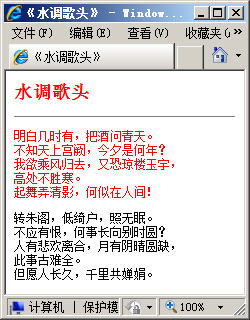 《水调歌头》 - Window...
文件(F) 编辑(E) 查看(V) 收藏夹(
《水调歌头》
水调歌头
明白几时有，把酒问青天。
不知天上宫阙，今夕是何年？
我欲乘风归去，又恐琼楼玉宇，
高处不胜寒。
起舞弄清影，何似在人间！
转朱阁，低绮户，照无眠。
不应有恨，何事长向别时圆？
人有悲欢离合，月有阴晴圆缺，
此事古难全。
但愿人长久，千里共婵娟。
计算机 | 保护模 100%